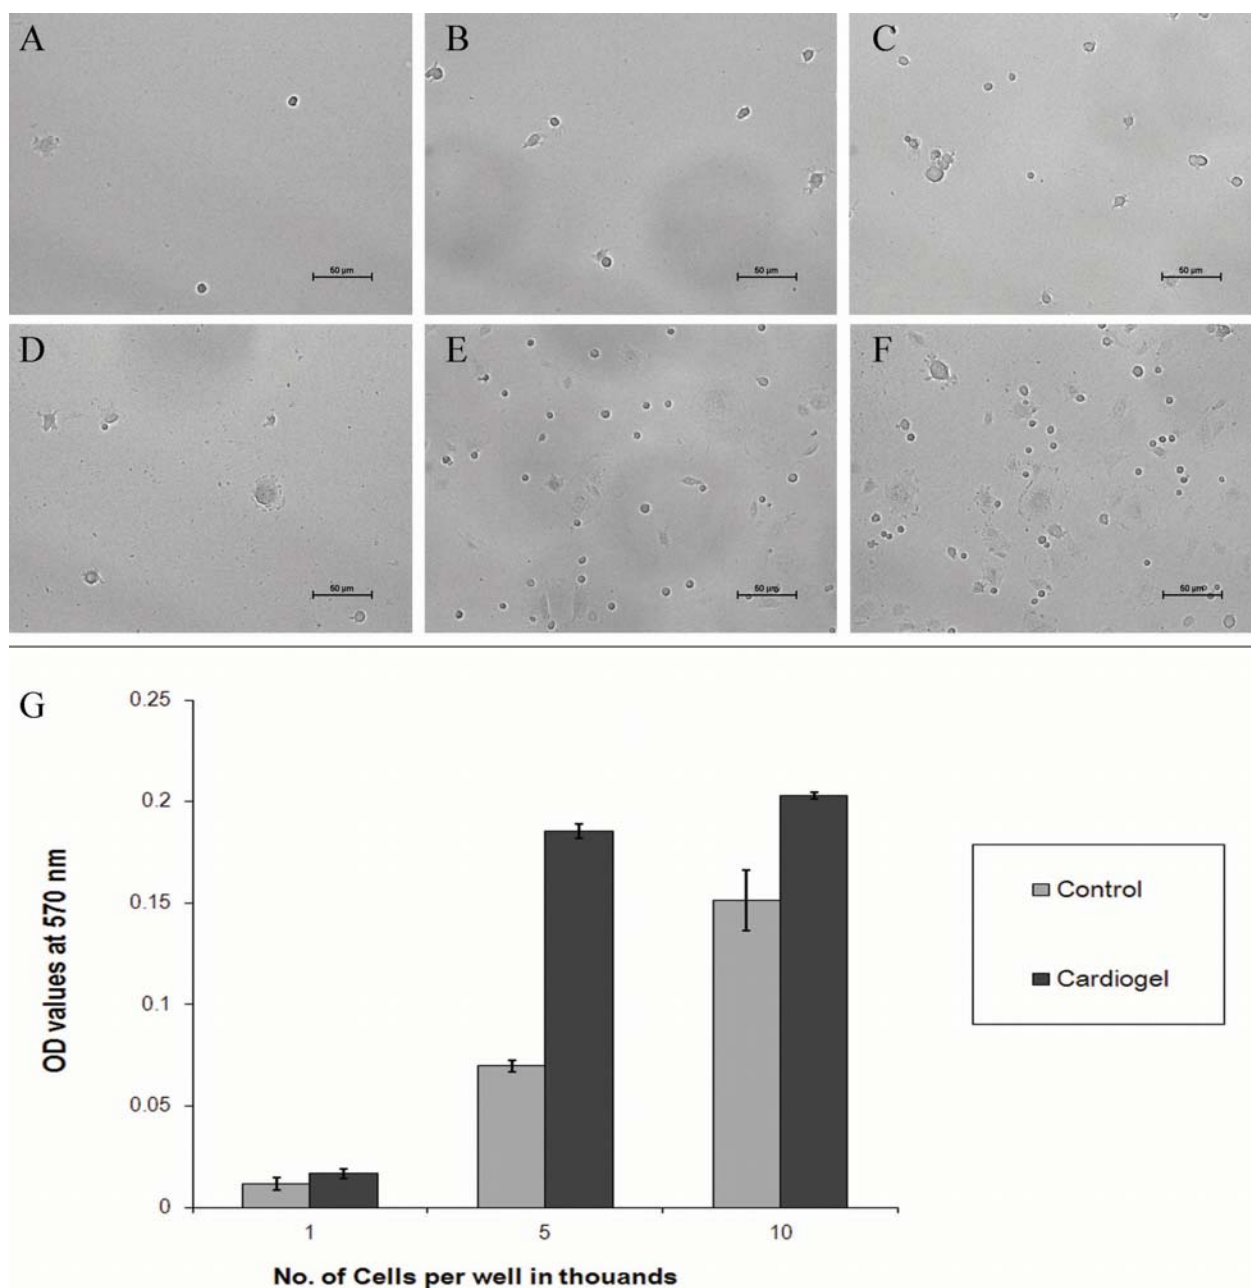 A
B
C
50 µm
50 µm
50 µm
D
E
F
50 µm
50 µm
50 µm
G
0.25
0.2
0.15
0.1
0.05
0
OD values at 570 nm
1
5
10
No. of Cells per well in thouands
Control
Cardiogel